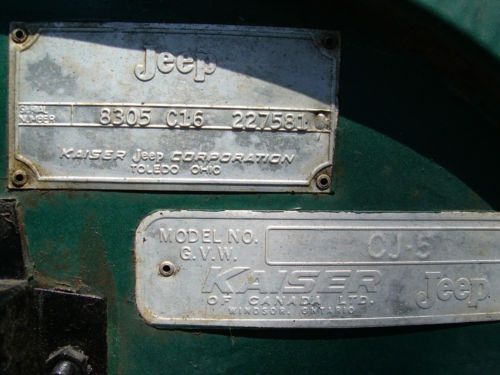 Jeep
SERIAL
NUMBER
8305 C16 227581
KAISER Jeep CORPORATION
TOLEDO OHIO
MODEL NO. CJ-5
G.V.W.
KAISER Jeep
OF CANADA LTD.
WINDSOR, ONTARIO